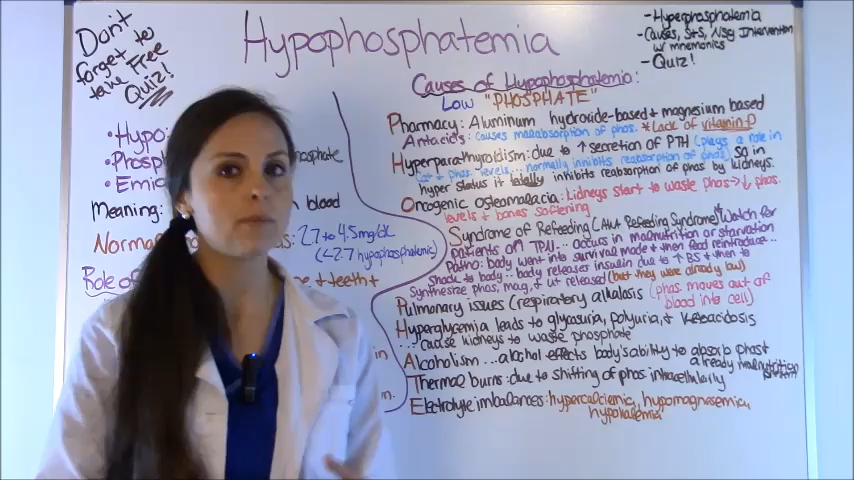 Don't
forget to
take Free
Quiz!
Hypophosphatemia
- Hyperphosphatemia
- Causes, S+S, Nsg Intervention
w/ mnemonics
- Quiz!
• Hypo:
• Phosph
phosphate
• Emi
Meaning:
n blood
Norma
2.7 to 4.5mg/dL
(<2.7 hypophosphatemic)
Role of
e + teeth +
in
n.
Causes of Hypophosphatemia:
Low "PHOSPHATE"
Pharmacy: Aluminum hydroxide-based + magnesium based
Antacids: causes malabsorption of phos. *Lack of vitamin D
Hyperparathyroidism: due to ↑ secretion of PTH (plays a role in
Ca+ + phos. levels... normally inhibits reabsorption of phos) so in
hyper status it totally inhibits reabsorption of phos by kidneys.
Oncogenic Osteomalacia: Kidneys start to waste phos → ↓ phos.
levels + bones softening
Syndrome of Refeeding (AKA Refeeding Syndrome) *Watch for
patients on TPN... occurs in malnutrition or starvation
Patho: body went into survival mode + then food reintroduce...
shock to body.. body releases insulin due to ↑ BS + then to
Synthesize phos, mag, + released (but they were already low)
Pulmonary issues (respiratory alkalosis (phos moves out of
blood into cell)
Hyperglycemia leads to glycosuria, polyuria, + ketoacidosis
... cause kidneys to waste phosphate
Alcoholism ... alcohol effects body's ability to absorb phos +
already malnutrition
Thermal burns: due to shifting of phos intracellularily
Electrolyte imbalances: hypercalcemia, hypomagnesemia,
hypokalemia